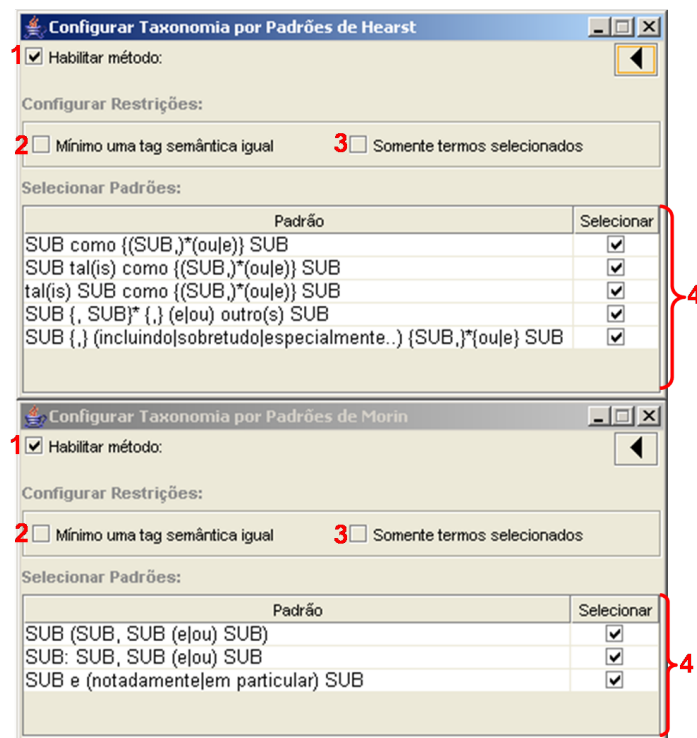 Configurar Taxonomia por Padrões de Hearst
1 Habilitar método:
Configurar Restrições:
2 Mínimo uma tag semântica igual 3 Somente termos selecionados
Selecionar Padrões:
Padrão Selecionar
SUB como {(SUB,)*(ou|e)} SUB
SUB tal(is) como {(SUB,)*(ou|e)} SUB
tal(is) SUB como {(SUB,)*(ou|e)} SUB
SUB {, SUB}* {,} (e|ou) outro(s) SUB
SUB {,} (incluindo|sobretudo|especialmente..) {SUB,}*{ou|e} SUB
4
Configurar Taxonomia por Padrões de Morin
1 Habilitar método:
Configurar Restrições:
2 Mínimo uma tag semântica igual 3 Somente termos selecionados
Selecionar Padrões:
Padrão Selecionar
SUB (SUB, SUB (e|ou) SUB)
SUB: SUB, SUB (e|ou) SUB
SUB e (notadamente|em particular) SUB
4